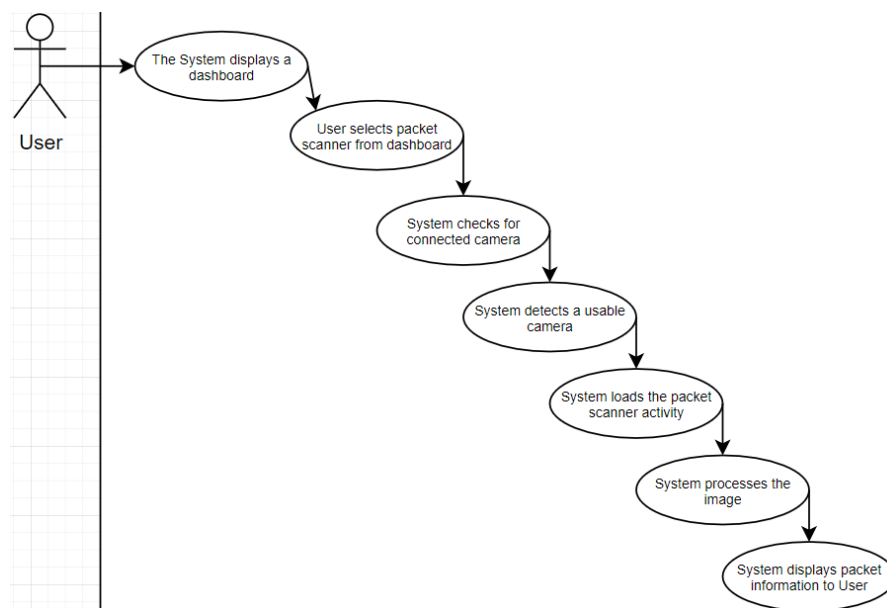 The System displays a
dashboard
User
User selects packet
scanner from dashboard
System checks for
connected camera
System detects a usable
camera
System loads the packet
scanner activity
System processes the
image
System displays packet
information to User